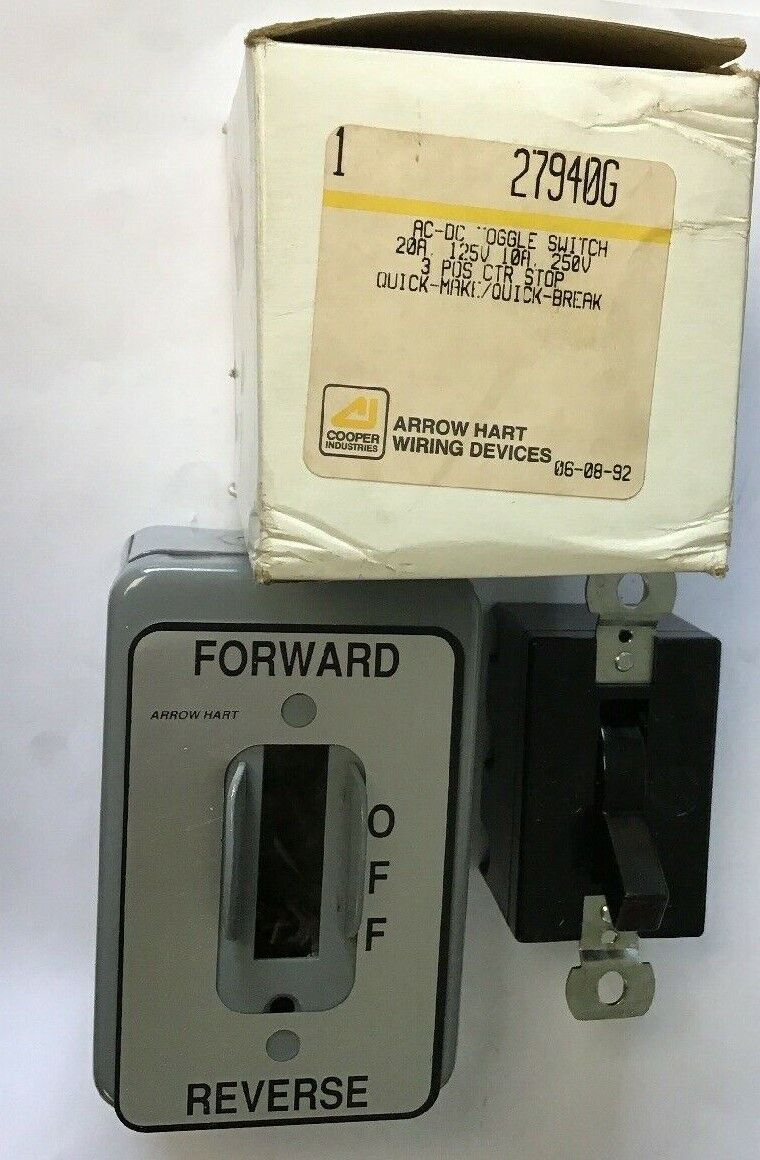 1 27940G
AC-DC TOGGLE SWITCH
20A. 125V 10A. 250V
3 POS CTR STOP
QUICK-MAKE/QUICK-BREAK
COOPER
INDUSTRIES
ARROW HART
WIRING DEVICES
06-08-92
FORWARD
ARROW HART
O
F
F
REVERSE